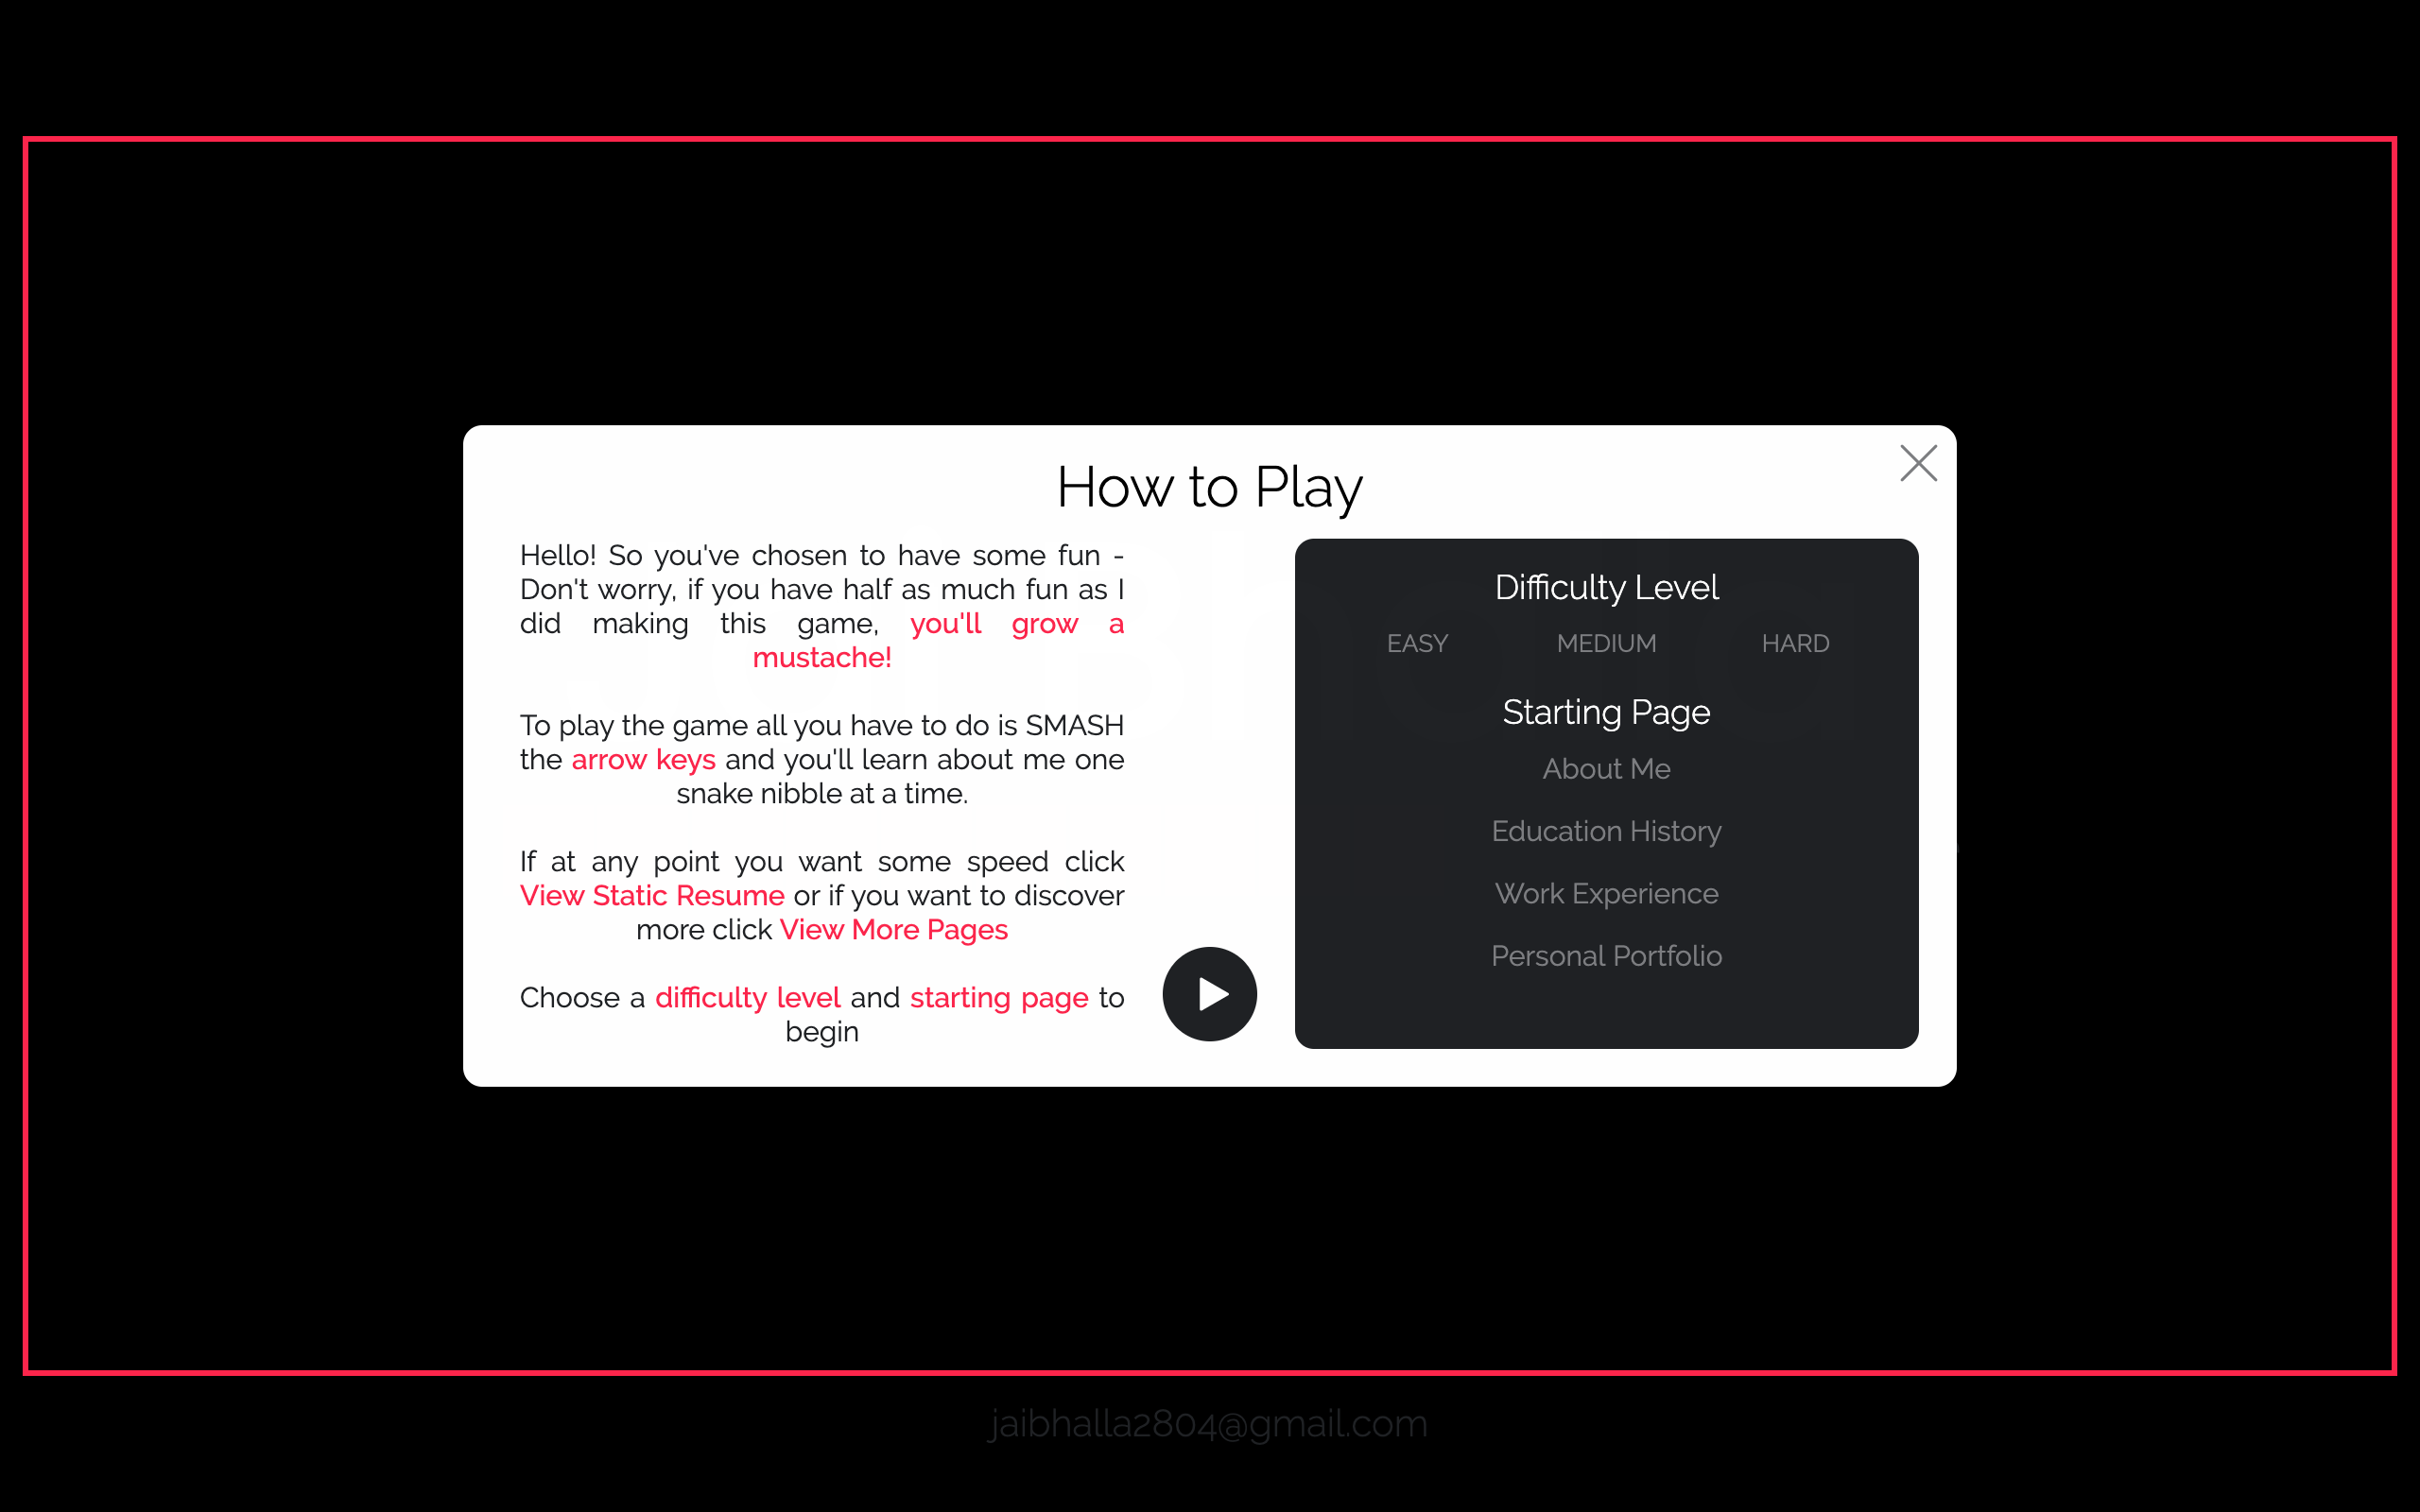 How to Play
Hello! So you've chosen to have some fun -
Don't worry, if you have half as much fun as I
did making this game, you'll grow a
mustache!
To play the game all you have to do is SMASH
the arrow keys and you'll learn about me one
snake nibble at a time.
If at any point you want some speed click
View Static Resume or if you want to discover
more click View More Pages
Choose a difficulty level and starting page to
begin
Difficulty Level
EASY MEDIUM HARD
Starting Page
About Me
Education History
Work Experience
Personal Portfolio
jaibhalla2804@gmail.com